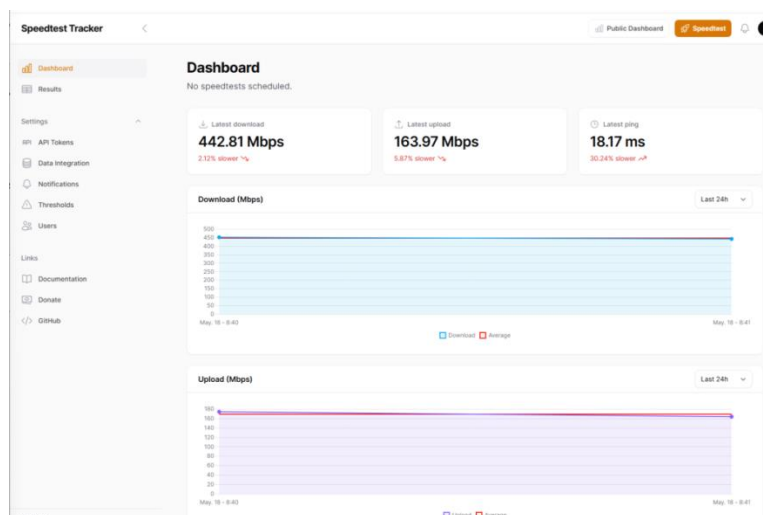 Speedtest Tracker
Public Dashboard
Speedtest
Dashboard
Results
Settings
API API Tokens
Data Integration
Notifications
Thresholds
Users
Links
Documentation
Donate
GitHub
Dashboard
No speedtests scheduled.
Latest download
442.81 Mbps
2.12% slower
Latest upload
163.97 Mbps
5.67% slower
Latest ping
18.17 ms
30.24% slower
Download (Mbps)
Last 24h
500
450
400
350
300
250
200
150
100
50
0
May. 18 - 8:40
May. 18 - 8:41
Download Average
Upload (Mbps)
Last 24h
180
160
140
120
100
80
60
40
20
0
May. 18 - 8:40
May. 18 - 8:41
Upload Average